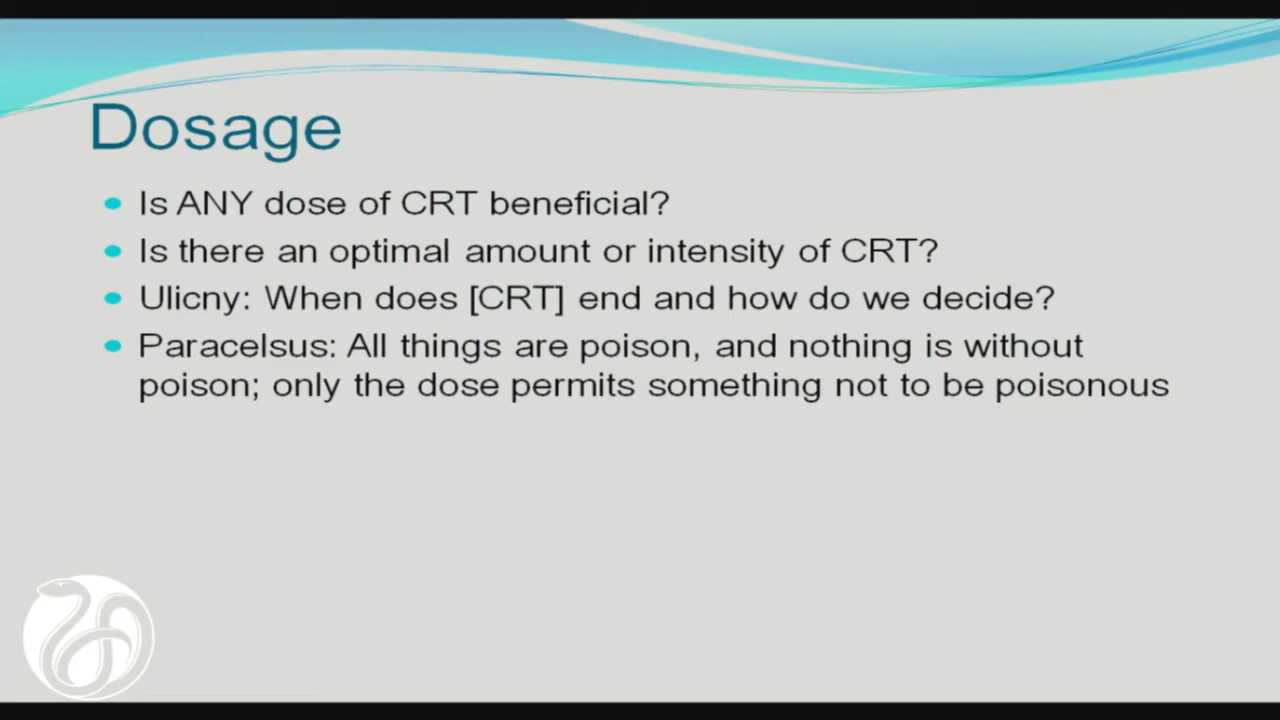 Dosage
Is ANY dose of CRT beneficial?
Is there an optimal amount or intensity of CRT?
Ulicny: When does [CRT] end and how do we decide?
Paracelsus: All things are poison, and nothing is without
poison; only the dose permits something not to be poisonous